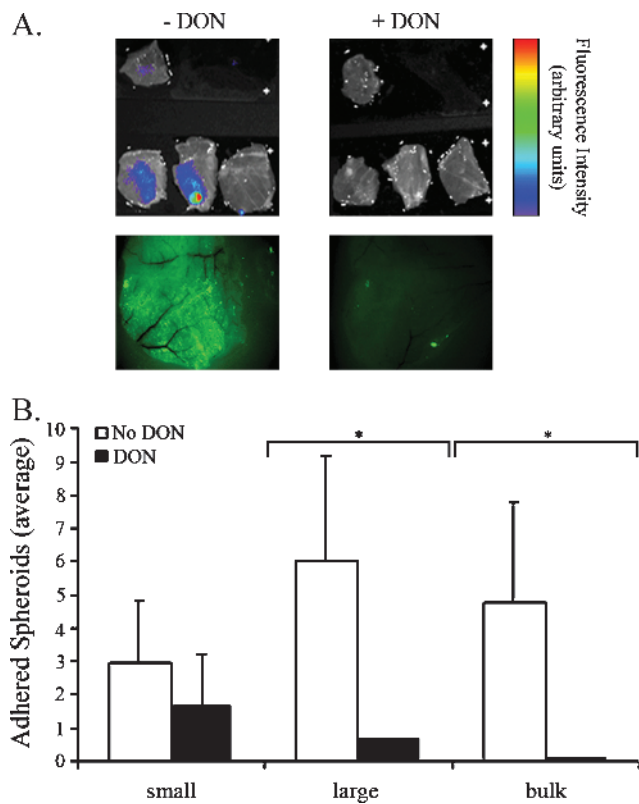 A.
- DON
+ DON
Fluorescence Intensity
(arbitrary units)
B.
No DON
DON
*
*
Adhered Spheroids (average)
10
9
8
7
6
5
4
3
2
1
0
small
large
bulk